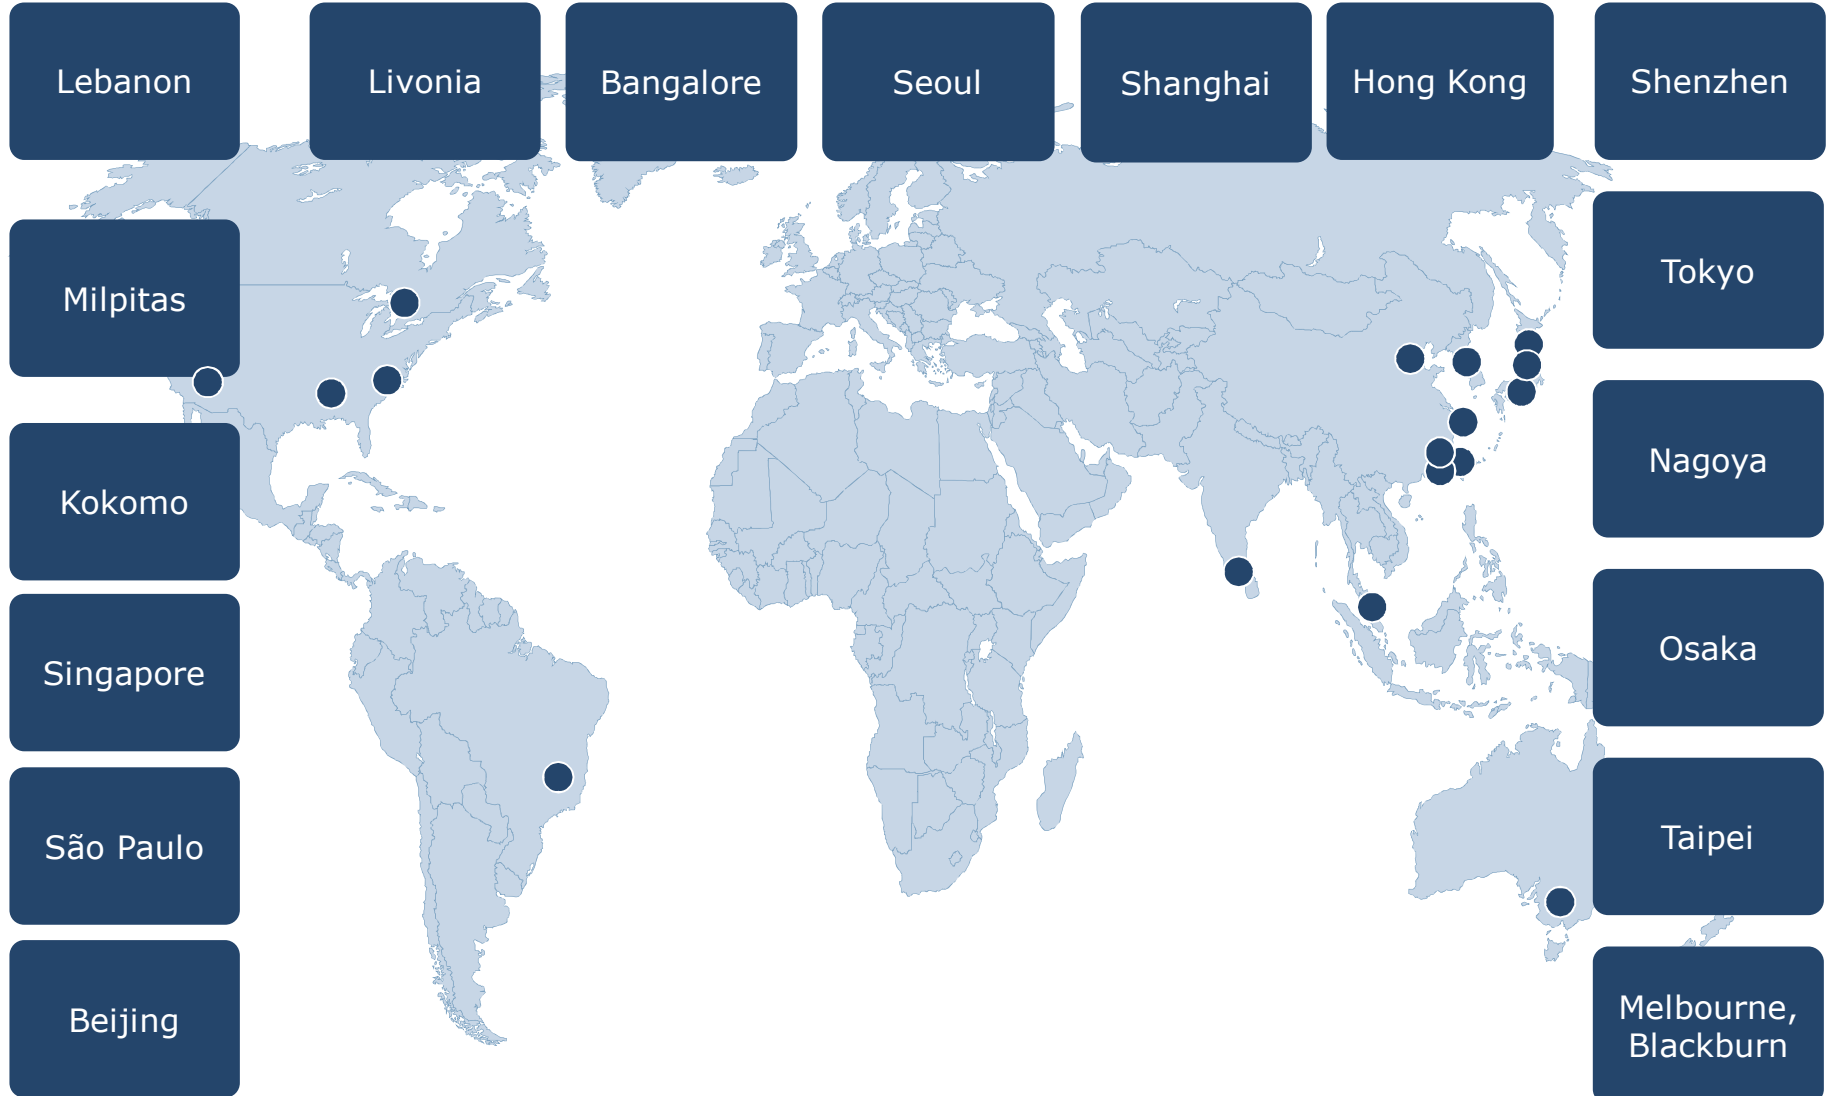 Lebanon
Livonia
Bangalore
Seoul
Shanghai
Hong Kong
Shenzhen
Milpitas
Tokyo
Kokomo
Nagoya
Singapore
Osaka
São Paulo
Taipei
Beijing
Melbourne,
Blackburn